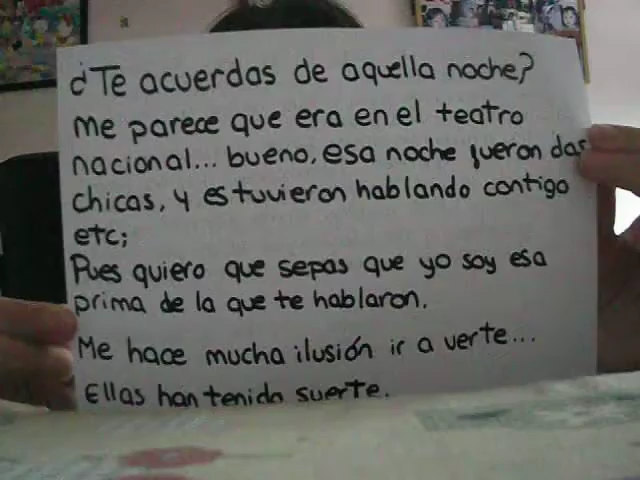 ¿Te acuerdas de aquella noche?
Me parece que era en el teatro
nacional... bueno, esa noche fueron dos
chicas, y estuvieron hablando contigo
etc;
Pues quiero que sepas que yo soy esa
prima de la que te hablaron.
Me hace mucha ilusión ir a verte...
Ellas han tenido suerte.